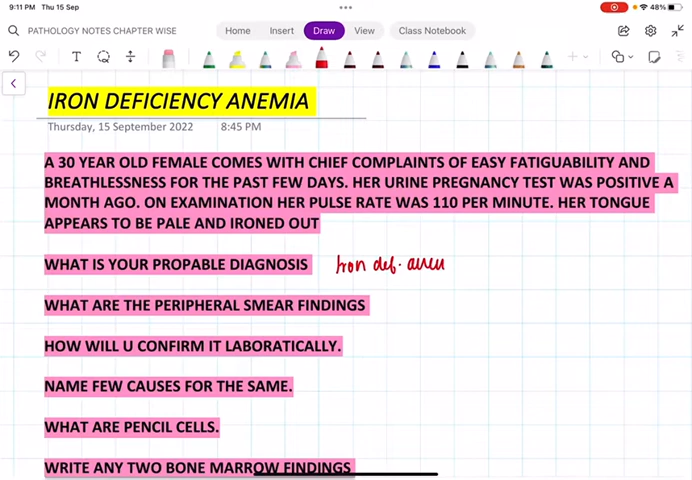 9:11 PM Thu 15 Sep
48%
PATHOLOGY NOTES CHAPTER WISE
Home Insert Draw View Class Notebook
IRON DEFICIENCY ANEMIA
Thursday, 15 September 2022 8:45 PM
A 30 YEAR OLD FEMALE COMES WITH CHIEF COMPLAINTS OF EASY FATIGUABILITY AND
BREATHLESSNESS FOR THE PAST FEW DAYS. HER URINE PREGNANCY TEST WAS POSITIVE A
MONTH AGO. ON EXAMINATION HER PULSE RATE WAS 110 PER MINUTE. HER TONGUE
APPEARS TO BE PALE AND IRONED OUT
WHAT IS YOUR PROPABLE DIAGNOSIS Iron def. anem
WHAT ARE THE PERIPHERAL SMEAR FINDINGS
HOW WILL U CONFIRM IT LABORATICALLY.
NAME FEW CAUSES FOR THE SAME.
WHAT ARE PENCIL CELLS.
WRITE ANY TWO BONE MARROW FINDINGS